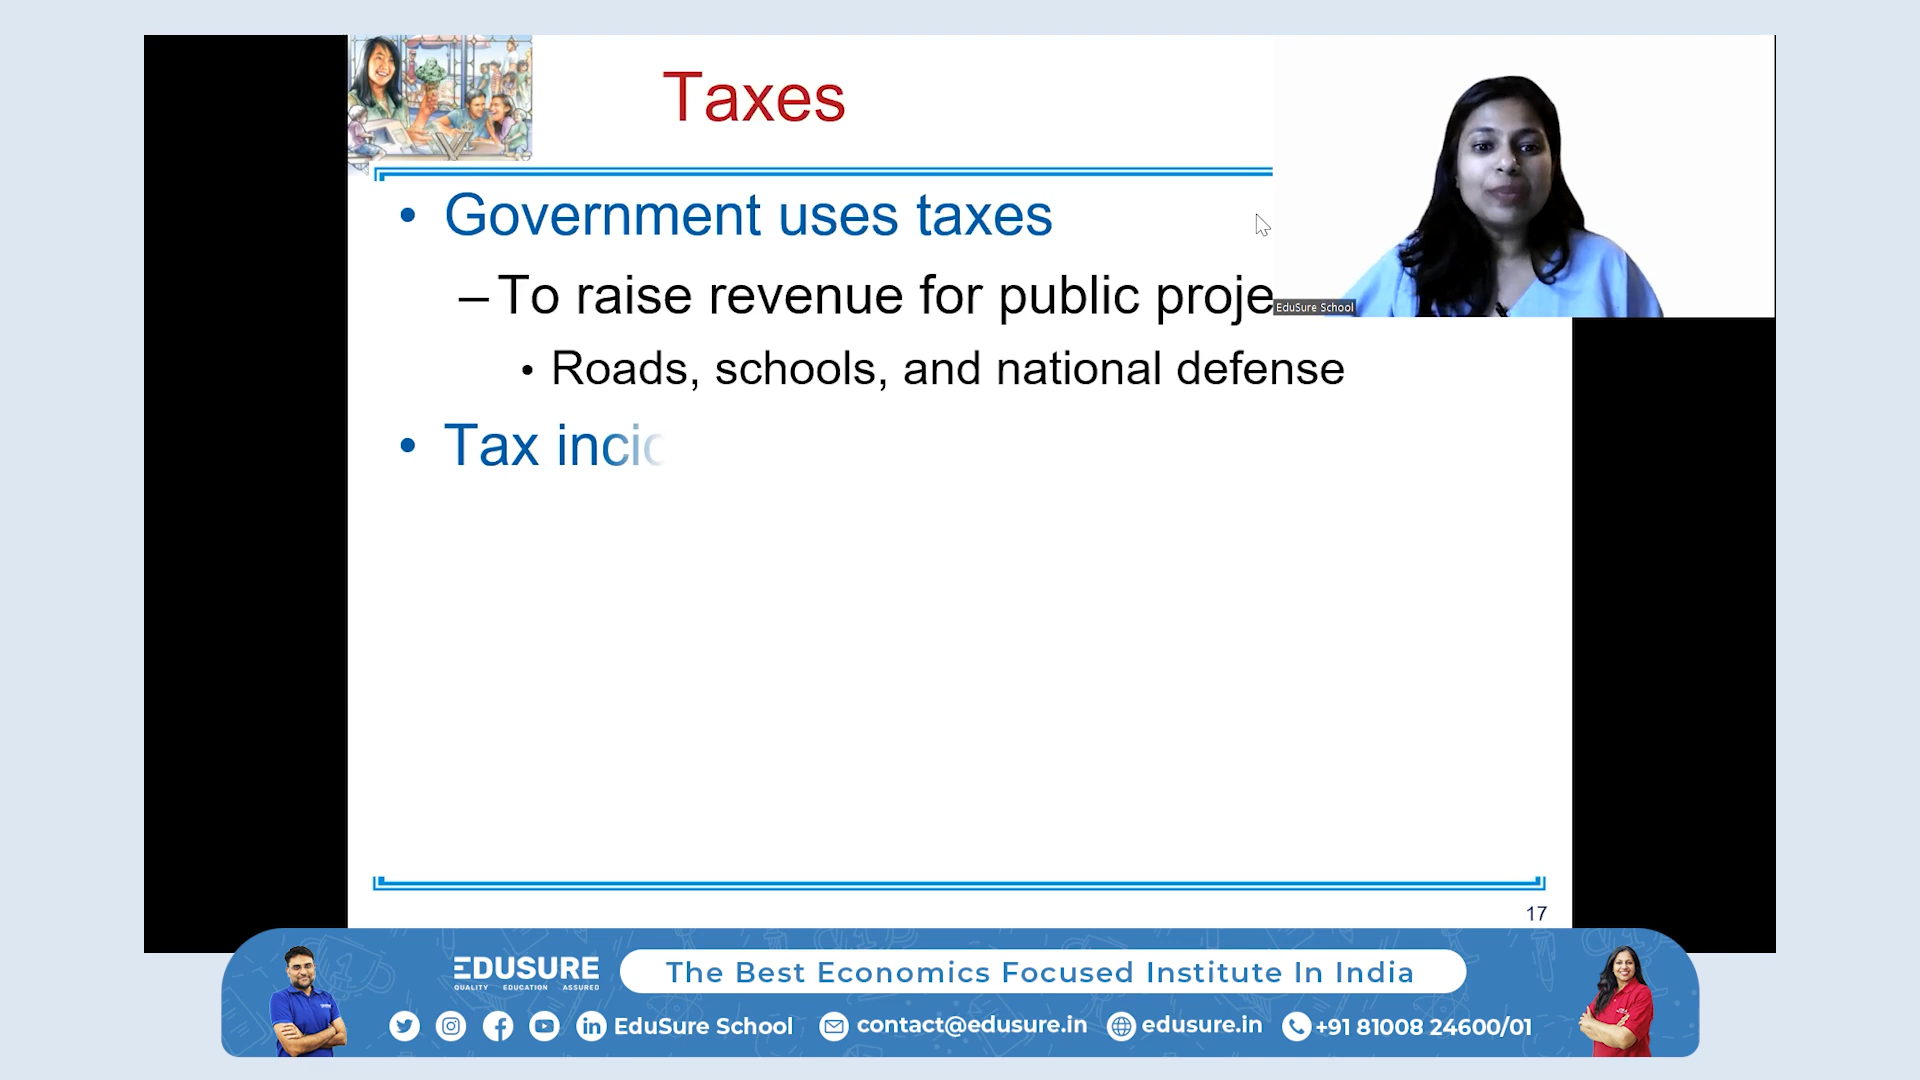 Taxes
• Government uses taxes
– To raise revenue for public proje
EduSure School
• Roads, schools, and national defense
• Tax inci
17
EDUSURE
QUALITY EDUCATION ASSURED
The Best Economics Focused Institute In India
EduSure School contact@edusure.in edusure.in +91 81008 24600/01